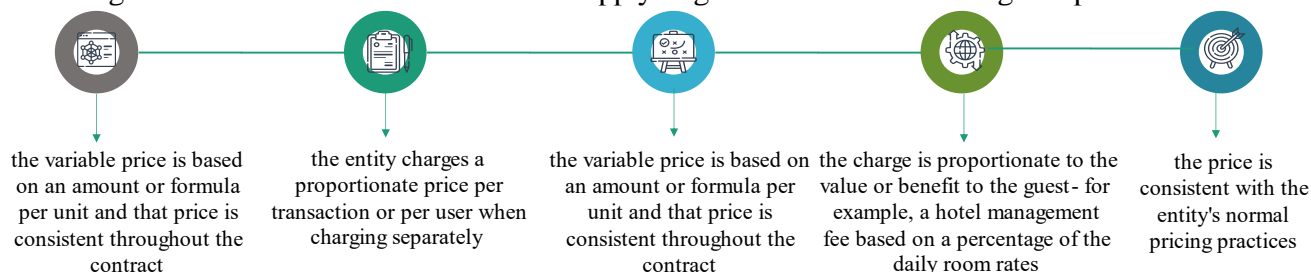 the variable price is based
on an amount or formula
per unit and that price is
consistent throughout the
contract
the entity charges a
proportionate price per
transaction or per user when
charging separately
the variable price is based on
an amount or formula per
unit and that price is
consistent throughout the
contract
the charge is proportionate to the
value or benefit to the guest- for
example, a hotel management
fee based on a percentage of the
daily room rates
the price is
consistent with the
entity's normal
pricing practices